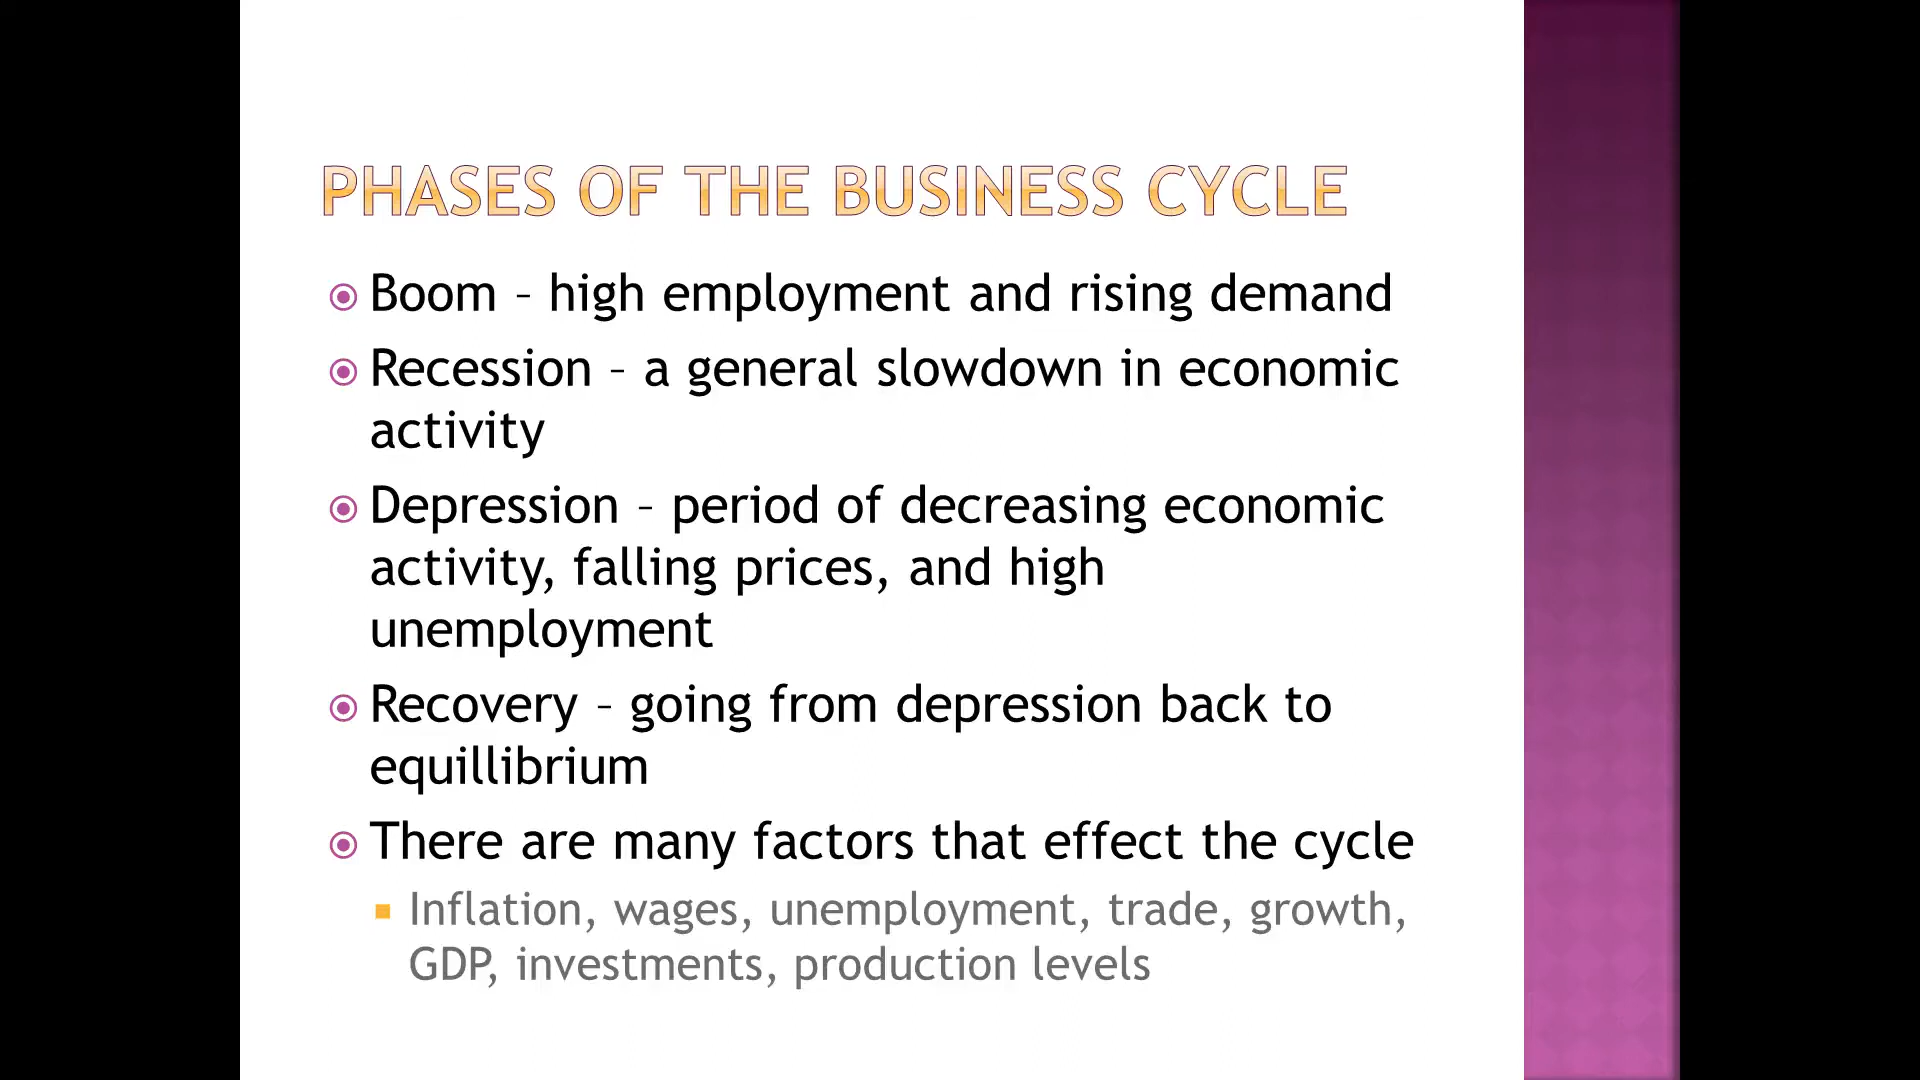 PHASES OF THE BUSINESS CYCLE
Boom – high employment and rising demand
Recession – a general slowdown in economic
activity
Depression – period of decreasing economic
activity, falling prices, and high
unemployment
Recovery – going from depression back to
equillibrium
There are many factors that effect the cycle
Inflation, wages, unemployment, trade, growth,
GDP, investments, production levels